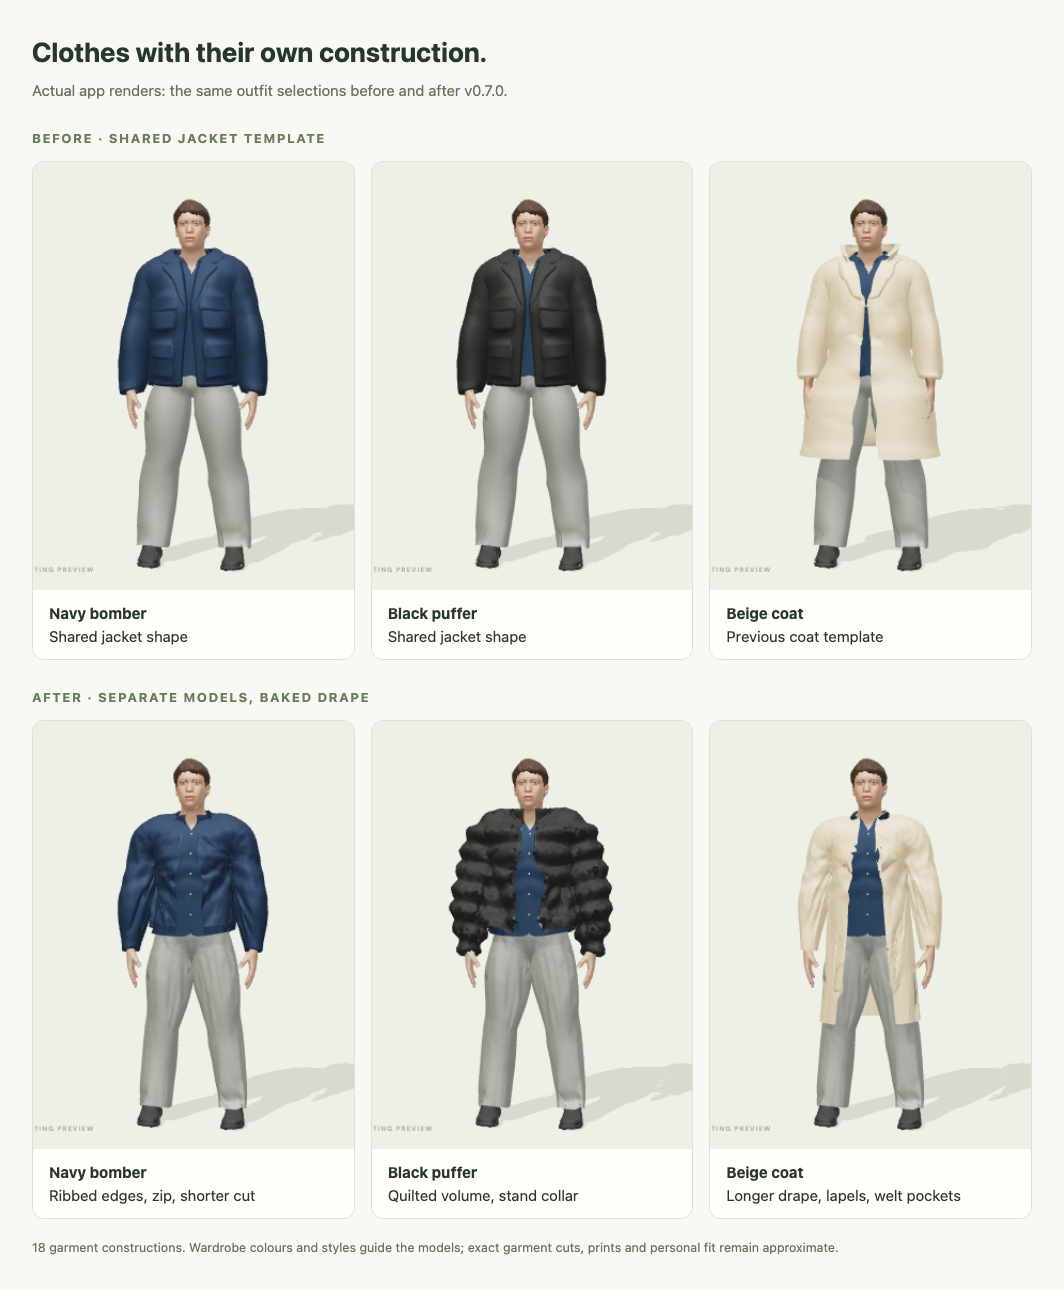 Clothes with their own construction.
Actual app renders: the same outfit selections before and after v0.7.0.
BEFORE · SHARED JACKET TEMPLATE
TING PREVIEW
TING PREVIEW
TING PREVIEW
Navy bomber
Shared jacket shape
Black puffer
Shared jacket shape
Beige coat
Previous coat template
AFTER · SEPARATE MODELS, BAKED DRAPE
TING PREVIEW
TING PREVIEW
TING PREVIEW
Navy bomber
Ribbed edges, zip, shorter cut
Black puffer
Quilted volume, stand collar
Beige coat
Longer drape, lapels, welt pockets
18 garment constructions. Wardrobe colours and styles guide the models; exact garment cuts, prints and personal fit remain approximate.